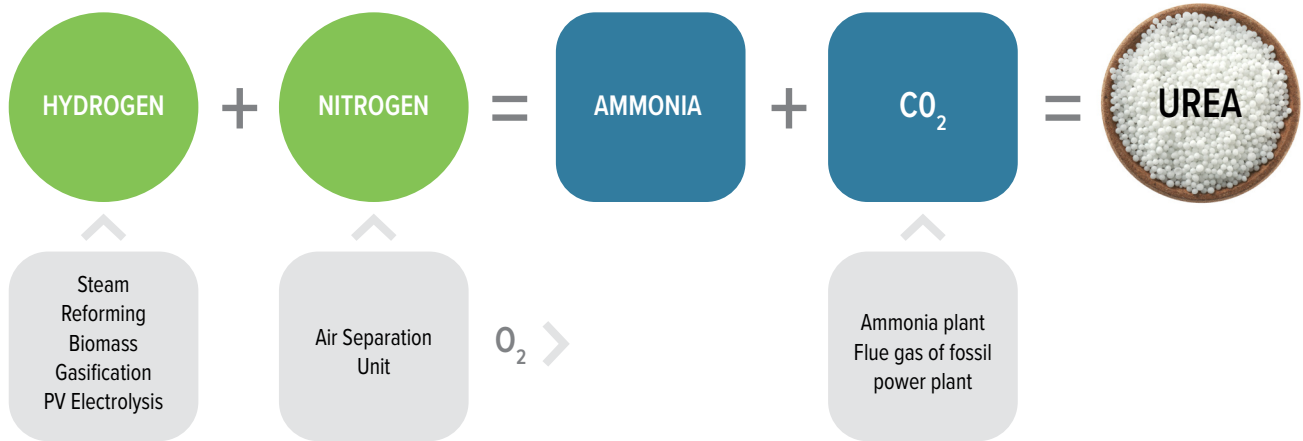 HYDROGEN + NITROGEN = AMMONIA + C0₂ = UREA
Steam
Reforming
Biomass
Gasification
PV Electrolysis
Air Separation
Unit
O₂
Ammonia plant
Flue gas of fossil
power plant